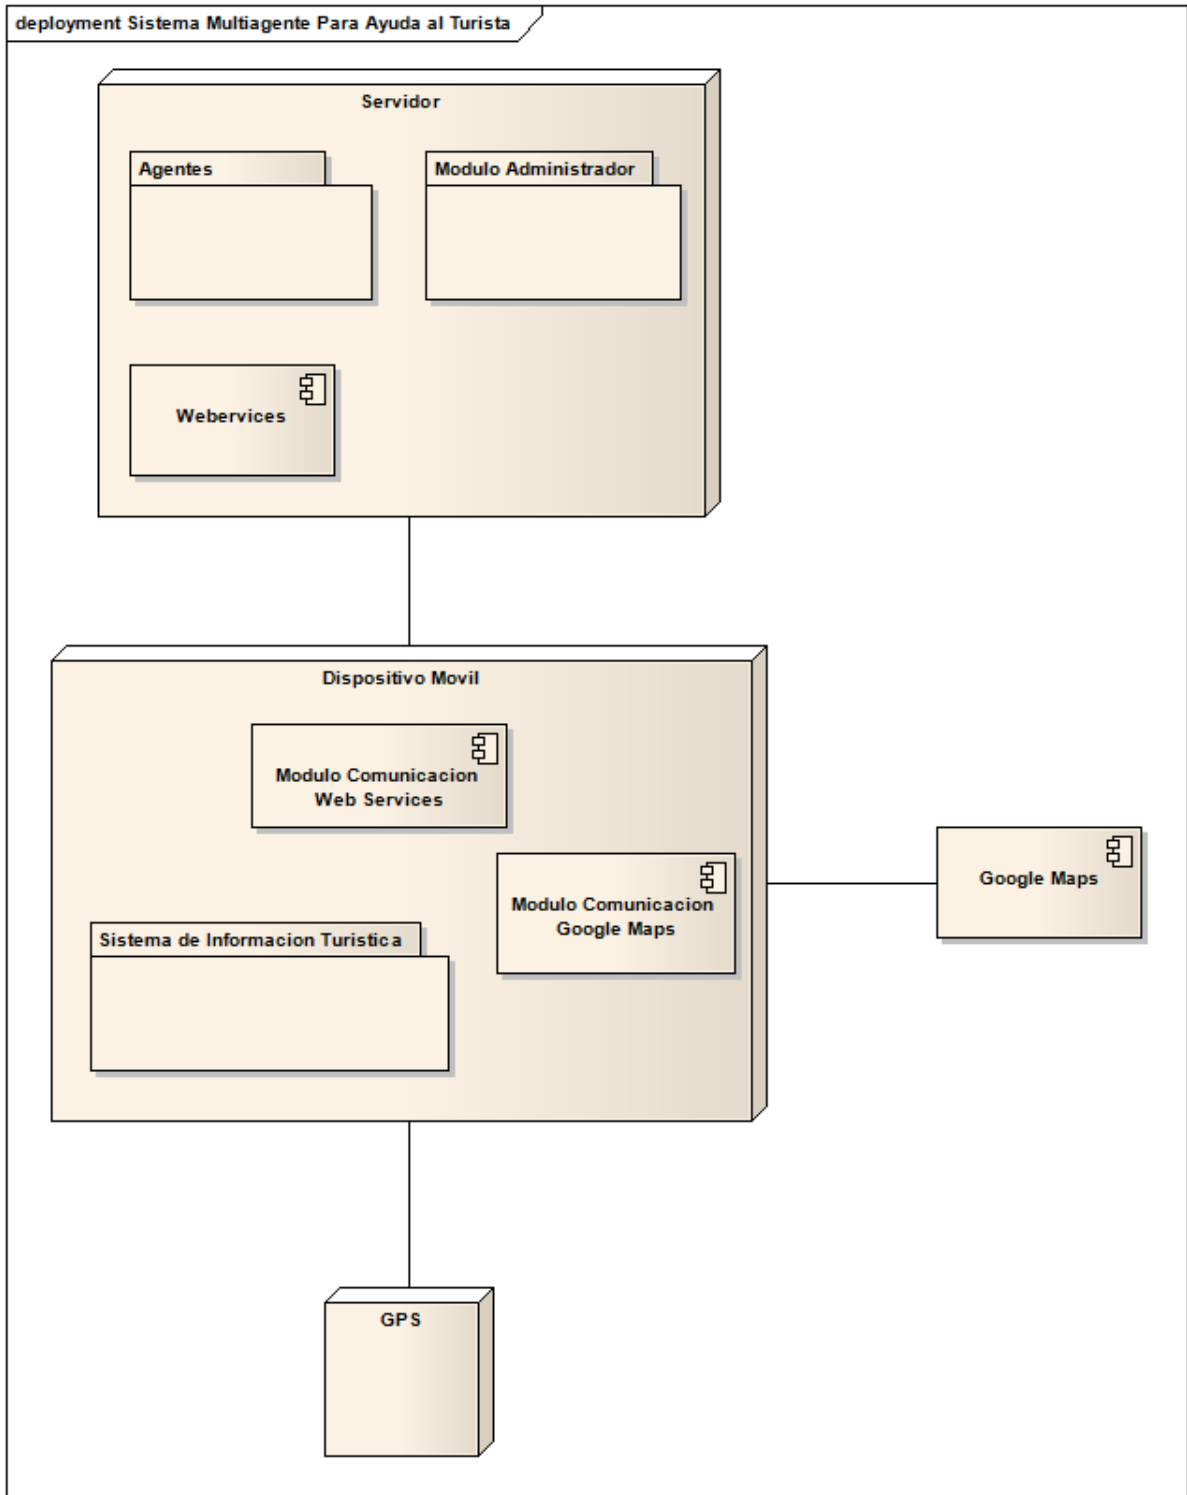 deployment Sistema Multiagente Para Ayuda al Turista
Servidor
Agentes
Modulo Administrador
Webervices
Dispositivo Movil
Modulo Comunicacion
Web Services
Modulo Comunicacion
Google Maps
Google Maps
Sistema de Informacion Turistica
GPS